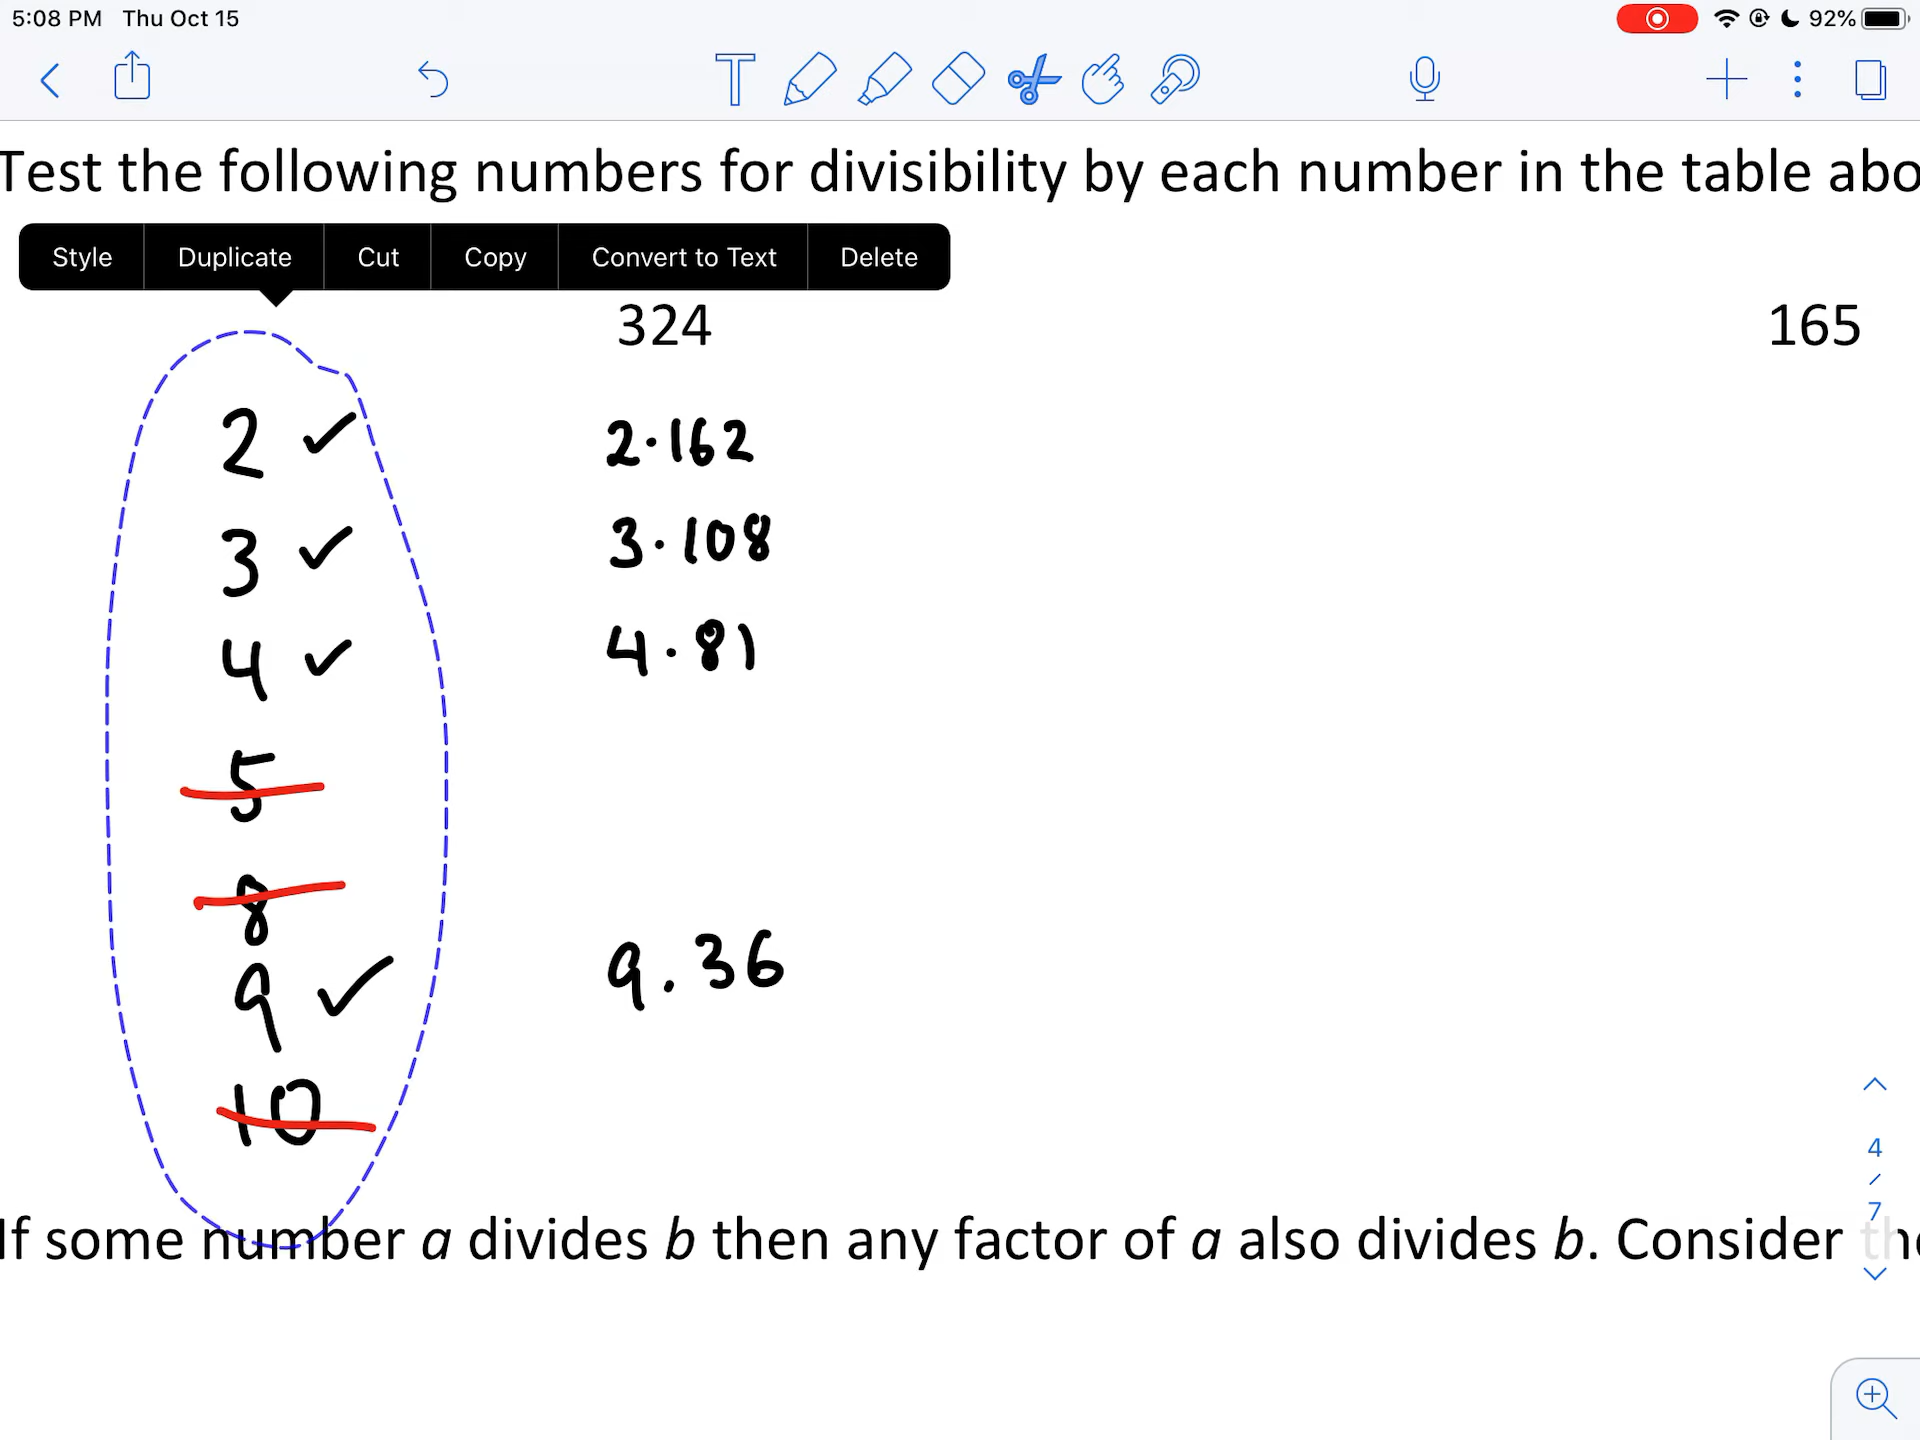 5:08 PM Thu Oct 15 92%
Test the following numbers for divisibility by each number in the table abo
Style Duplicate Cut Copy Convert to Text Delete
324 165
2 ✓ 2·162
3 ✓ 3·108
4 ✓ 4·81
5
8
9 ✓ 9.36
10
4
/
7
If some number a divides b then any factor of a also divides b. Consider the